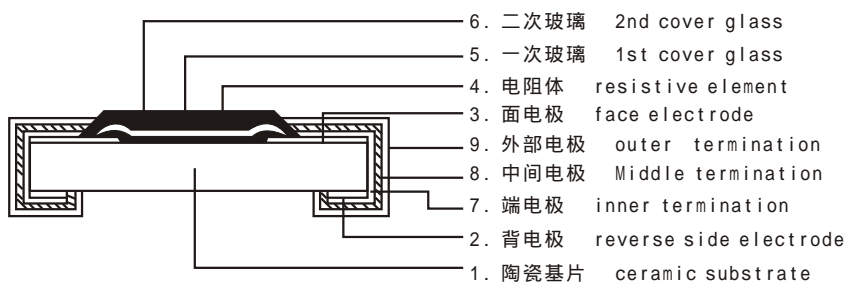 6. 二次玻璃 2nd cover glass
5. 一次玻璃 1st cover glass
4. 电阻体 resistive element
3. 面电极 face electrode
9. 外部电极 outer termination
8. 中间电极 Middle termination
7. 端电极 inner termination
2. 背电极 reverse side electrode
1. 陶瓷基片 ceramic substrate